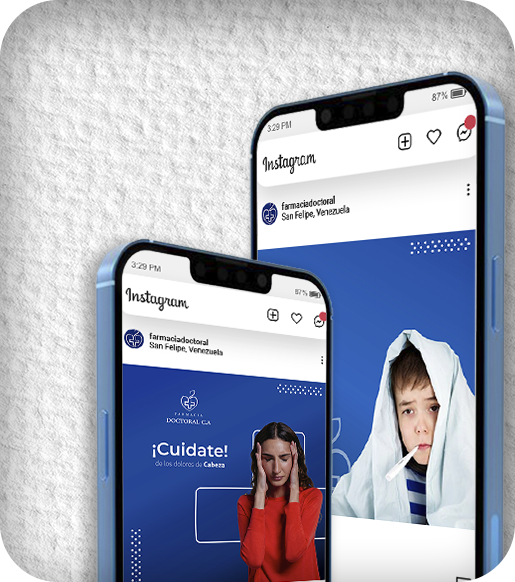 3:29 PM
87%
Instagram
farmaciadoctoral
San Felipe, Venezuela
3:29 PM
87%
Instagram
farmaciadoctoral
San Felipe, Venezuela
FARMACIA
DOCTORAL C.A
¡Cuidate!
de los dolores de Cabeza